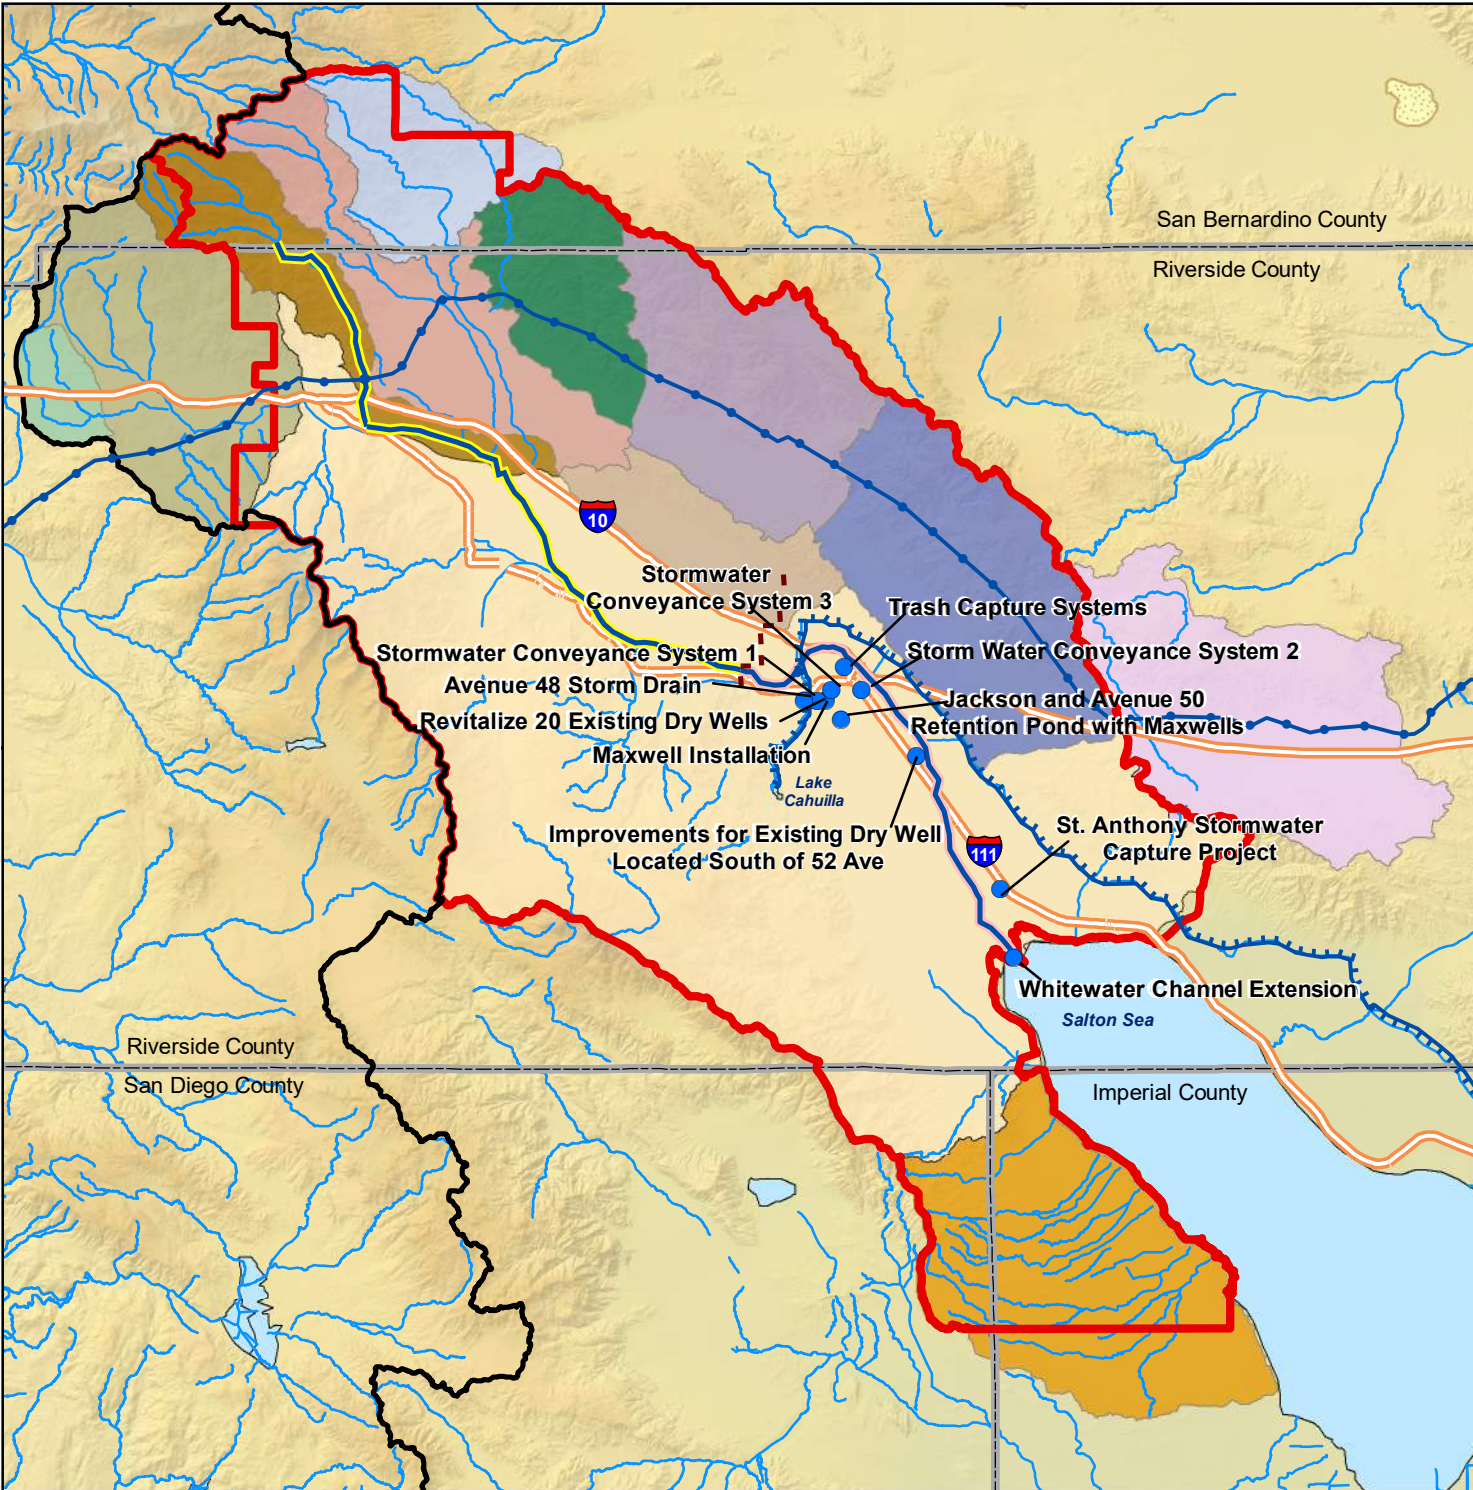 San Bernardino County
Riverside County
10
Stormwater
Conveyance System 3
Trash Capture Systems
Stormwater Conveyance System 1
Storm Water Conveyance System 2
Avenue 48 Storm Drain
Jackson and Avenue 50
Retention Pond with Maxwells
Revitalize 20 Existing Dry Wells
Maxwell Installation
Lake
Cahuilla
Improvements for Existing Dry Well
Located South of 52 Ave
111
St. Anthony Stormwater
Capture Project
Whitewater Channel Extension
Salton Sea
Riverside County
San Diego County
Imperial County